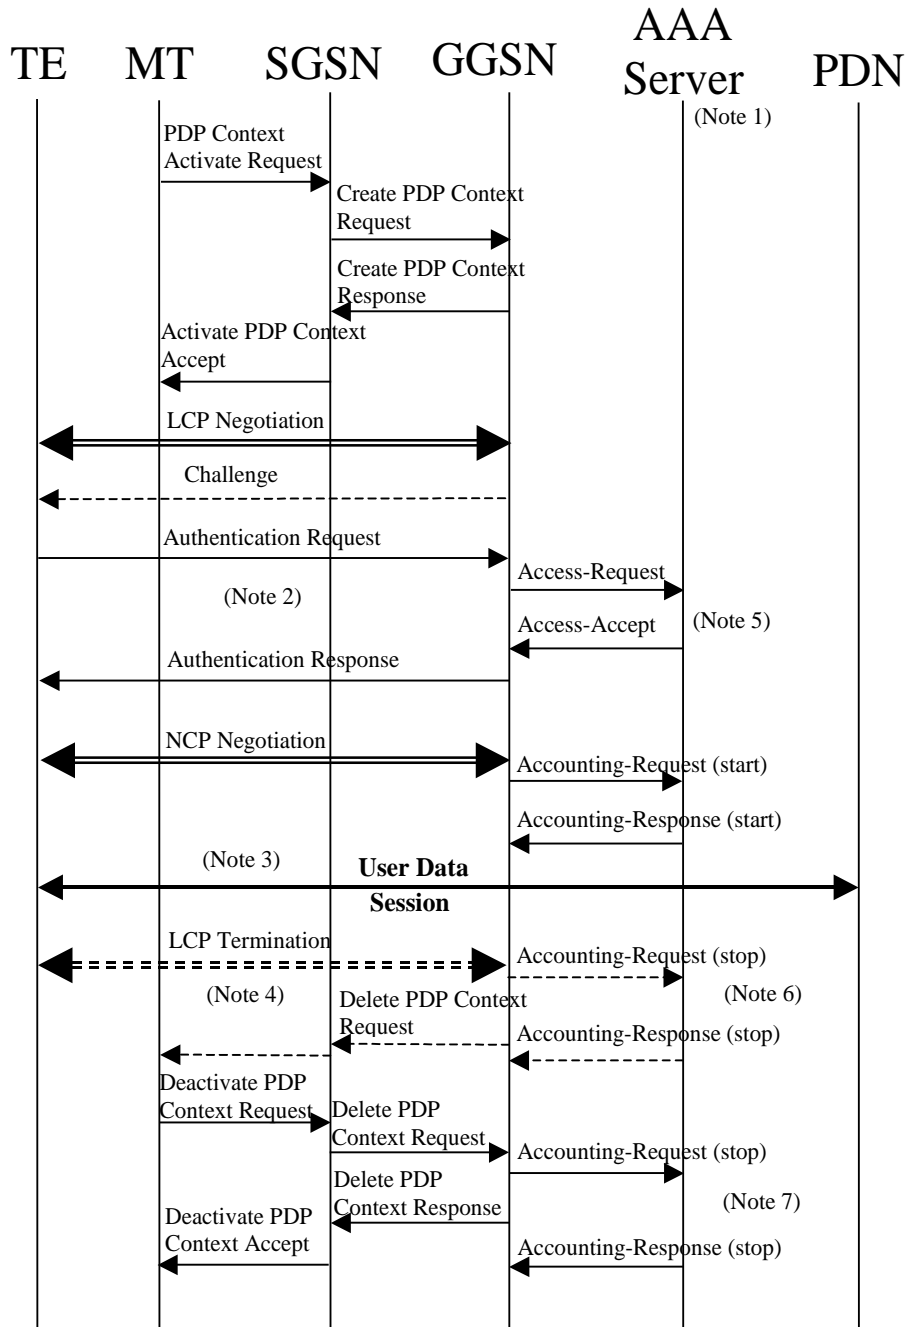 TE
MT
SGSN
GGSN
AAA
Server
PDN
(Note 1)
PDP Context
Activate Request
Create PDP Context
Request
Create PDP Context
Response
Activate PDP Context
Accept
LCP Negotiation
Challenge
Authentication Request
Access-Request
(Note 2)
Access-Accept
(Note 5)
Authentication Response
NCP Negotiation
Accounting-Request (start)
Accounting-Response (start)
(Note 3)
User Data
Session
LCP Termination
Accounting-Request (stop)
(Note 4)
(Note 6)
Delete PDP Context
Request
Accounting-Response (stop)
Deactivate PDP
Context Request
Delete PDP
Context Request
Accounting-Request (stop)
Delete PDP
Context Response
(Note 7)
Deactivate PDP
Context Accept
Accounting-Response (stop)